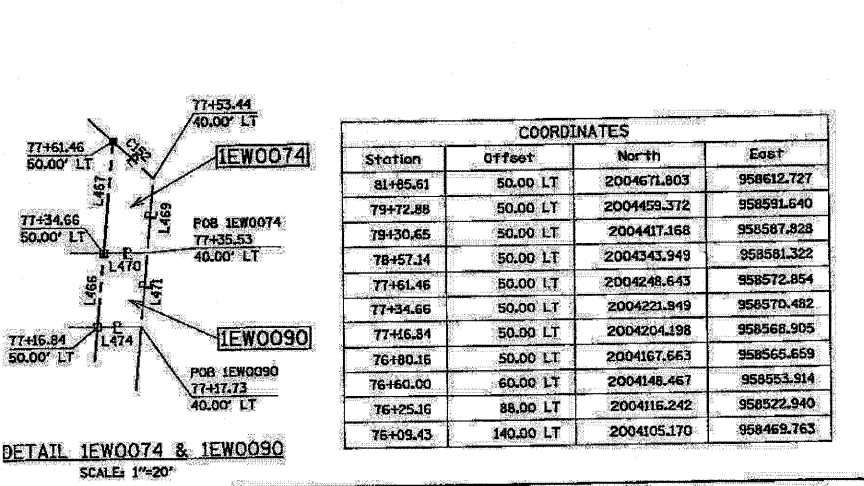 77+53.44
40.00' LT
77+61.46
50.00' LT
1EW0074
L467
L469
77+34.66
50.00' LT
POB 1EW0074
77+35.53
40.00' LT
L470
L466
L471
1EW0090
77+16.84
50.00' LT
L474
POB 1EW0090
77+17.73
40.00' LT
DETAIL 1EW0074 & 1EW0090
SCALE: 1"=20'
COORDINATES
Station Offset North East
81+85.61 50.00 LT 2004671.803 958612.727
79+72.88 50.00 LT 2004459.372 958591.640
79+30.65 50.00 LT 2004417.168 958587.828
78+57.14 50.00 LT 2004343.949 958581.322
77+61.46 50.00 LT 2004248.643 958572.854
77+34.66 50.00 LT 2004221.949 958570.482
77+16.84 50.00 LT 2004204.198 958568.905
76+80.16 50.00 LT 2004167.663 958565.659
76+60.00 60.00 LT 2004148.467 958553.914
76+25.16 88.00 LT 2004116.242 958522.940
76+09.43 140.00 LT 2004105.170 958469.763